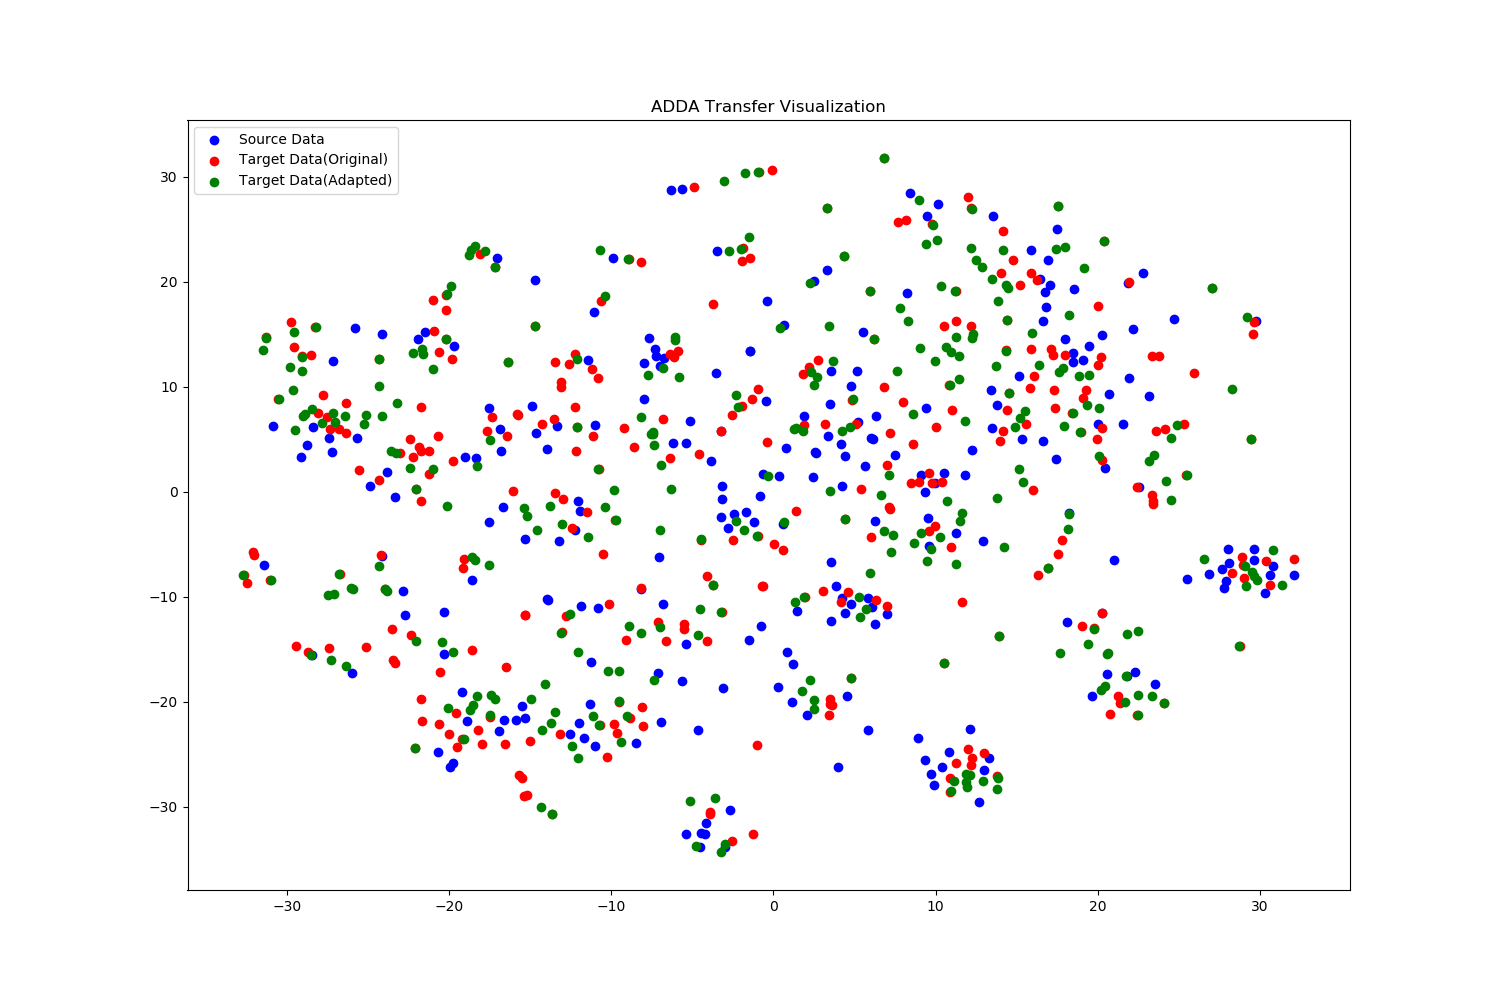 ADDA Transfer Visualization
Source Data
Target Data(Original)
Target Data(Adapted)
30
20
10
0
−10
−20
−30
−30 −20 −10 0 10 20 30